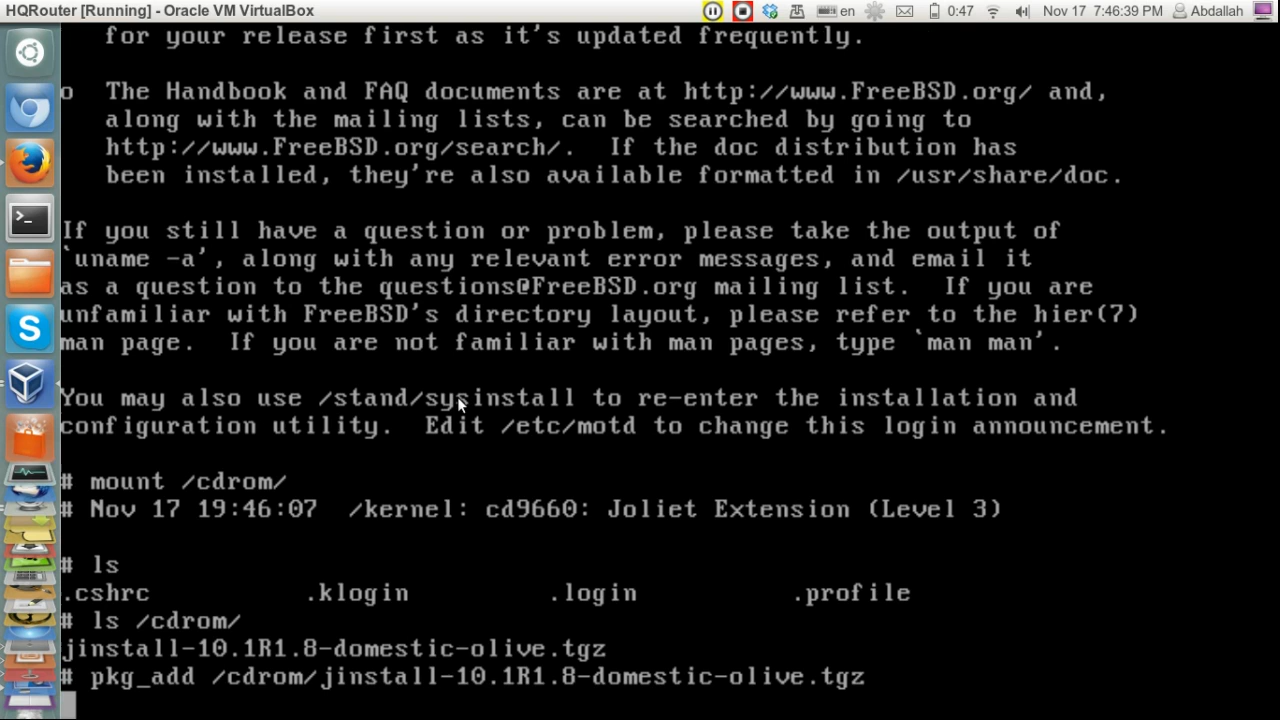 HQRouter [Running] - Oracle VM VirtualBox
en
0:47
Nov 17 7:46:39 PM
Abdallah
for your release first as it's updated frequently.
o The Handbook and FAQ documents are at http://www.FreeBSD.org/ and,
along with the mailing lists, can be searched by going to
http://www.FreeBSD.org/search/. If the doc distribution has
been installed, they're also available formatted in /usr/share/doc.
If you still have a question or problem, please take the output of
`uname -a', along with any relevant error messages, and email it
as a question to the questions@FreeBSD.org mailing list. If you are
unfamiliar with FreeBSD's directory layout, please refer to the hier(7)
man page. If you are not familiar with man pages, type `man man'.
You may also use /stand/sysinstall to re-enter the installation and
configuration utility. Edit /etc/motd to change this login announcement.
# mount /cdrom/
# Nov 17 19:46:07 /kernel: cd9660: Joliet Extension (Level 3)
# ls
.cshrc .klogin .login .profile
# ls /cdrom/
jinstall-10.1R1.8-domestic-olive.tgz
# pkg_add /cdrom/jinstall-10.1R1.8-domestic-olive.tgz